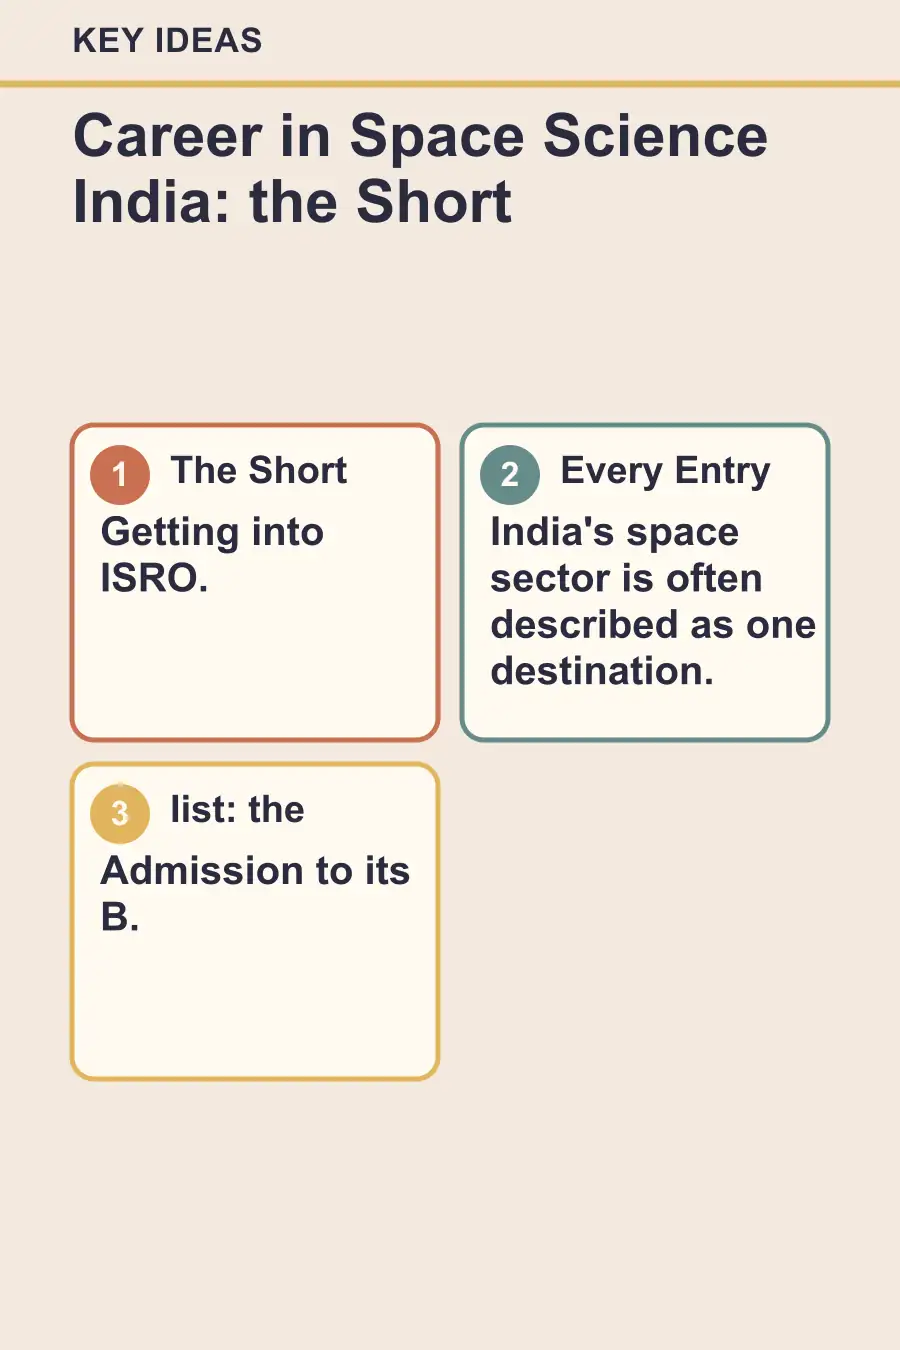 KEY IDEAS
Career in Space Science
India: the Short
1 The Short
Getting into
ISRO.
2 Every Entry
India's space
sector is often
described as one
destination.
3 list: the
Admission to its
B.